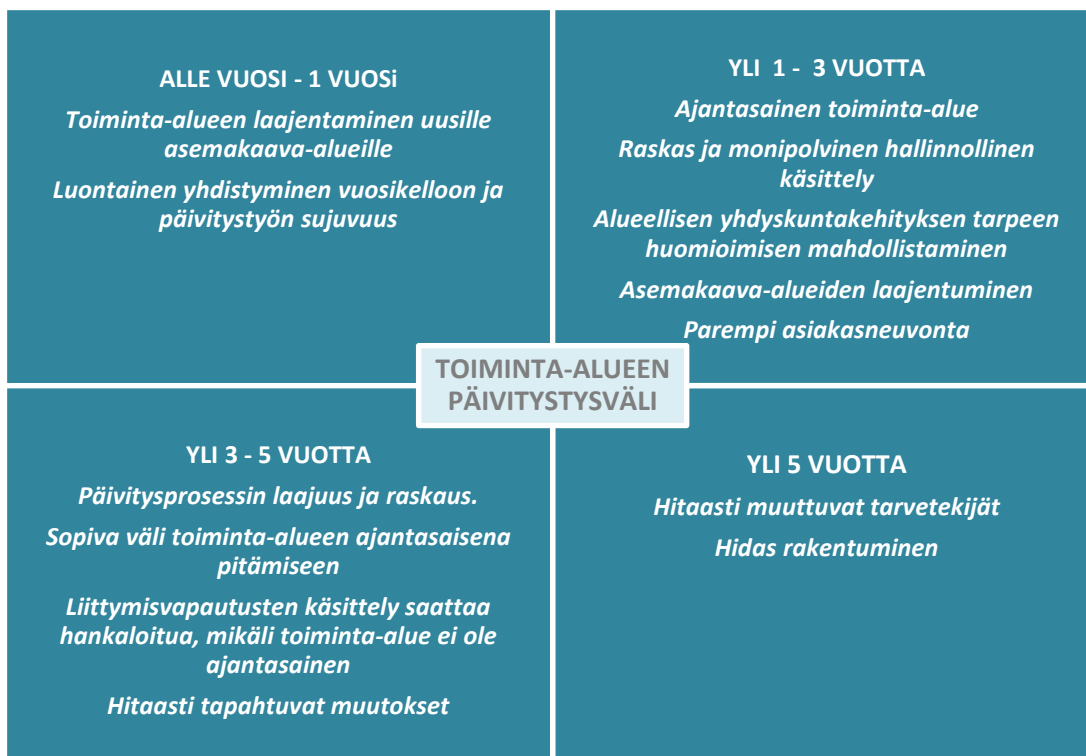 ALLE VUOSI - 1 VUOSi
Toiminta-alueen laajentaminen uusille
asemakaava-alueille
Luontainen yhdistyminen vuosikelloon ja
päivitystyön sujuvuus
YLI 1 - 3 VUOTTA
Ajantasainen toiminta-alue
Raskas ja monipolvinen hallinnollinen
käsittely
Alueellisen yhdyskuntakehityksen tarpeen
huomioimisen mahdollistaminen
Asemakaava-alueiden laajentuminen
Parempi asiakasneuvonta
TOIMINTA-ALUEEN
PÄIVITYSTYSVÄLI
YLI 3 - 5 VUOTTA
Päivitysprosessin laajuus ja raskaus.
Sopiva väli toiminta-alueen ajantasaisena
pitämiseen
Liittymisvapautusten käsittely saattaa
hankaloitua, mikäli toiminta-alue ei ole
ajantasainen
Hitaasti tapahtuvat muutokset
YLI 5 VUOTTA
Hitaasti muuttuvat tarvetekijät
Hidas rakentuminen